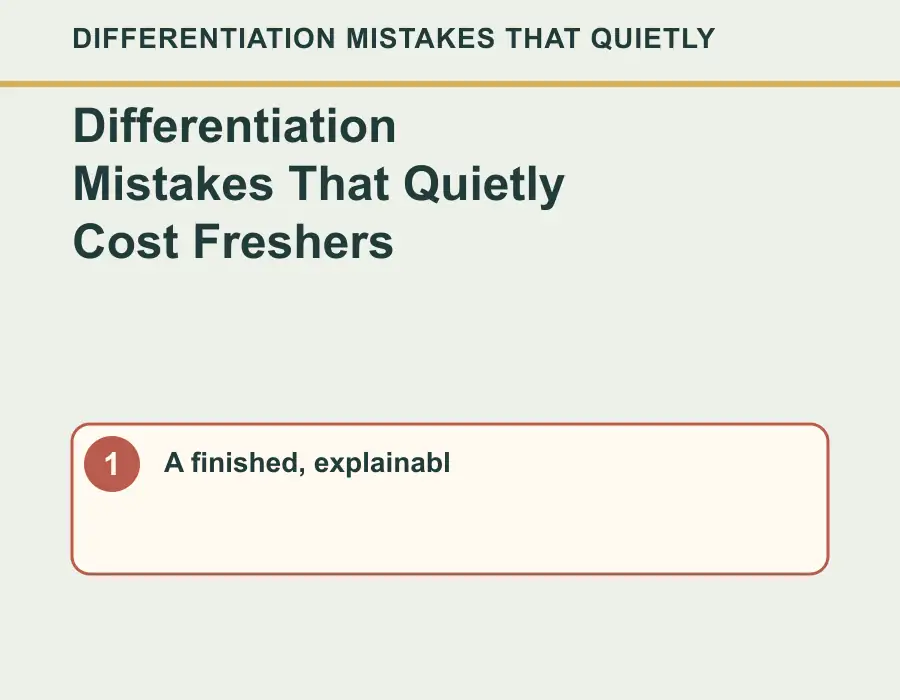 DIFFERENTIATION MISTAKES THAT QUIETLY
Differentiation
Mistakes That Quietly
Cost Freshers
1
A finished, explainabl